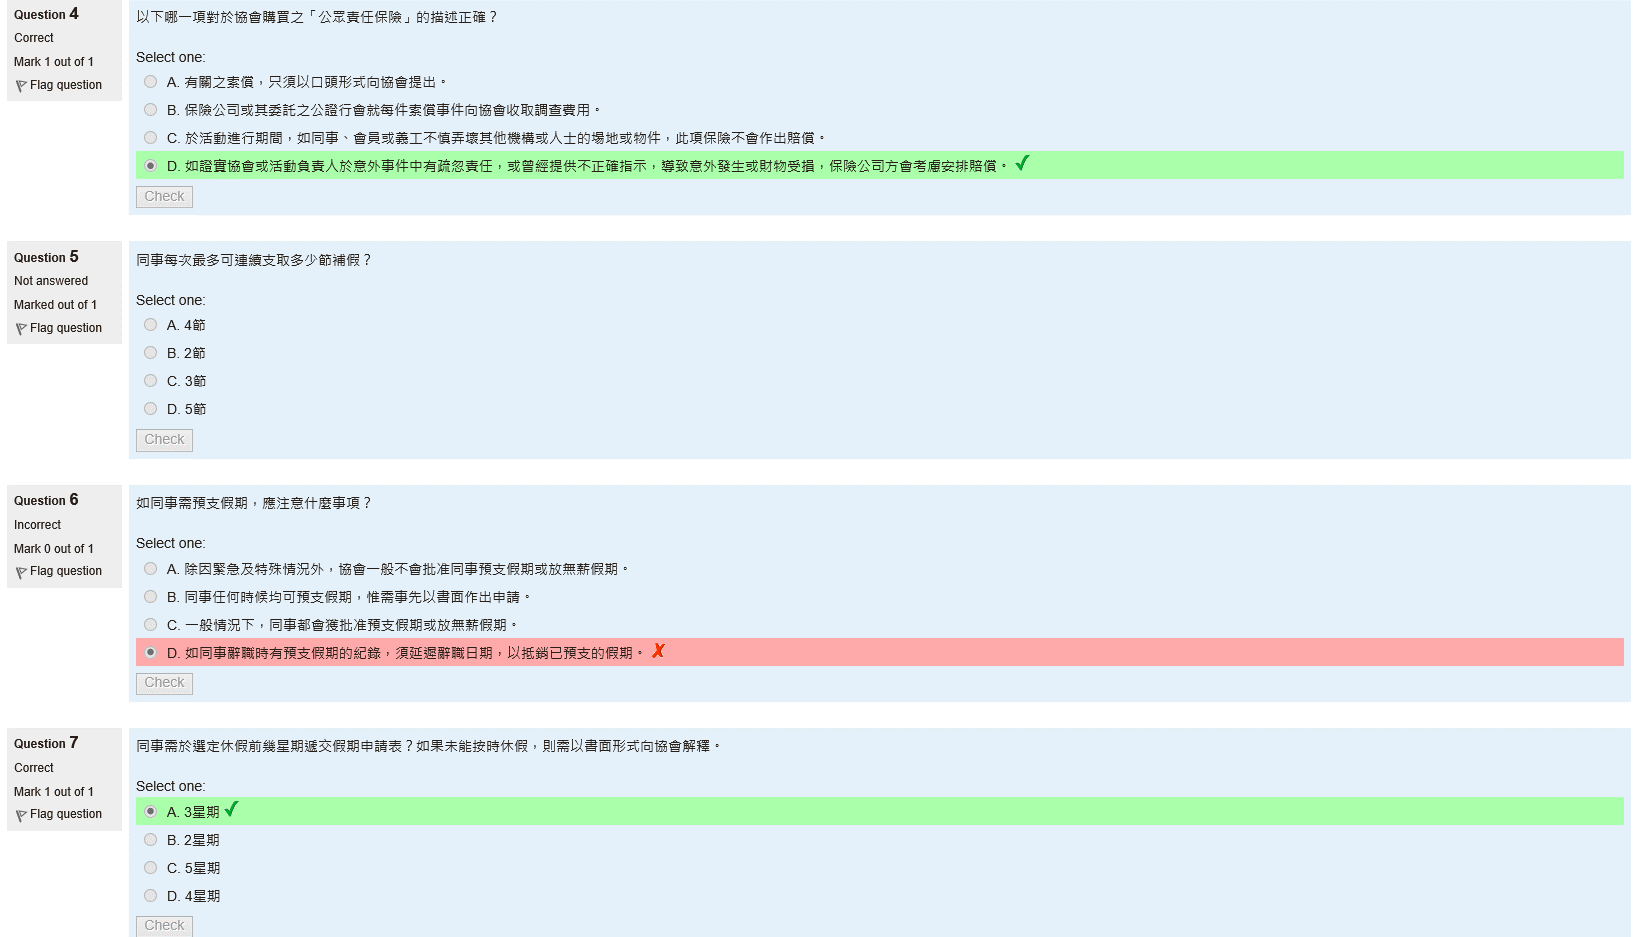 Question 4
Correct
Mark 1 out of 1
Flag question
以下哪一項對於協會購買之「公眾責任保險」的描述正確？
Select one:
A. 有關之索償，只須以口頭形式向協會提出。
B. 保險公司或其委託之公證行會就每件索償事件向協會收取調查費用。
C. 於活動進行期間，如同事、會員或義工不慎弄壞其他機構或人士的場地或物件，此項保險不會作出賠償。
D. 如證實協會或活動負責人於意外事件中有疏忽責任，或曾經提供不正確指示，導致意外發生或財物受損，保險公司方會考慮安排賠償。
Check
Question 5
Not answered
Marked out of 1
Flag question
同事每次最多可連續支取多少節補假？
Select one:
A. 4節
B. 2節
C. 3節
D. 5節
Check
Question 6
Incorrect
Mark 0 out of 1
Flag question
如同事需預支假期，應注意什麼事項？
Select one:
A. 除因緊急及特殊情況外，協會一般不會批准同事預支假期或放無薪假期。
B. 同事任何時候均可預支假期，惟需事先以書面作出申請。
C. 一般情況下，同事都會獲批准預支假期或放無薪假期。
D. 如同事辭職時有預支假期的紀錄，須延遲辭職日期，以抵銷已預支的假期。
Check
Question 7
Correct
Mark 1 out of 1
Flag question
同事需於選定休假前幾星期遞交假期申請表？如果未能按時休假，則需以書面形式向協會解釋。
Select one:
A. 3星期
B. 2星期
C. 5星期
D. 4星期
Check